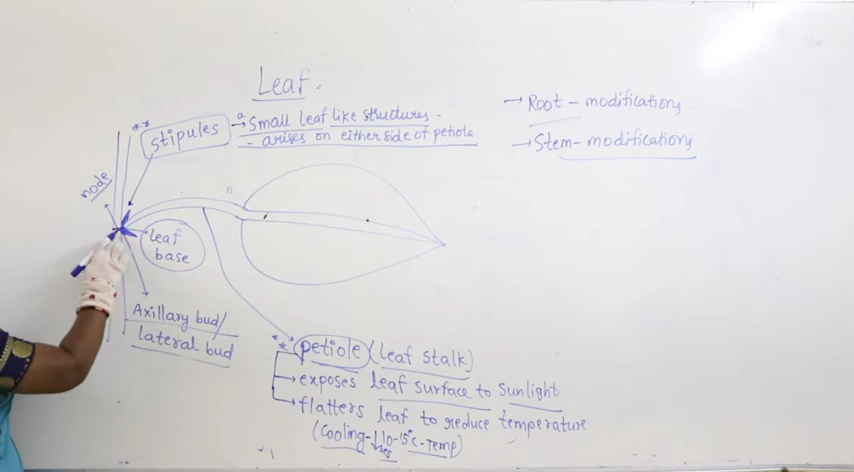 Leaf.
** stipules
a → small leaf like structures -
- arises on either side of petiole
→ Root - modifications
→ Stem - modifications
node
leaf
base
Axillary bud/
lateral bud
** petiole (leaf stalk)
→ exposes leaf surface to sunlight
→ flatters leaf to reduce temperature
(cooling - ↓ 10-15°C - Temp)